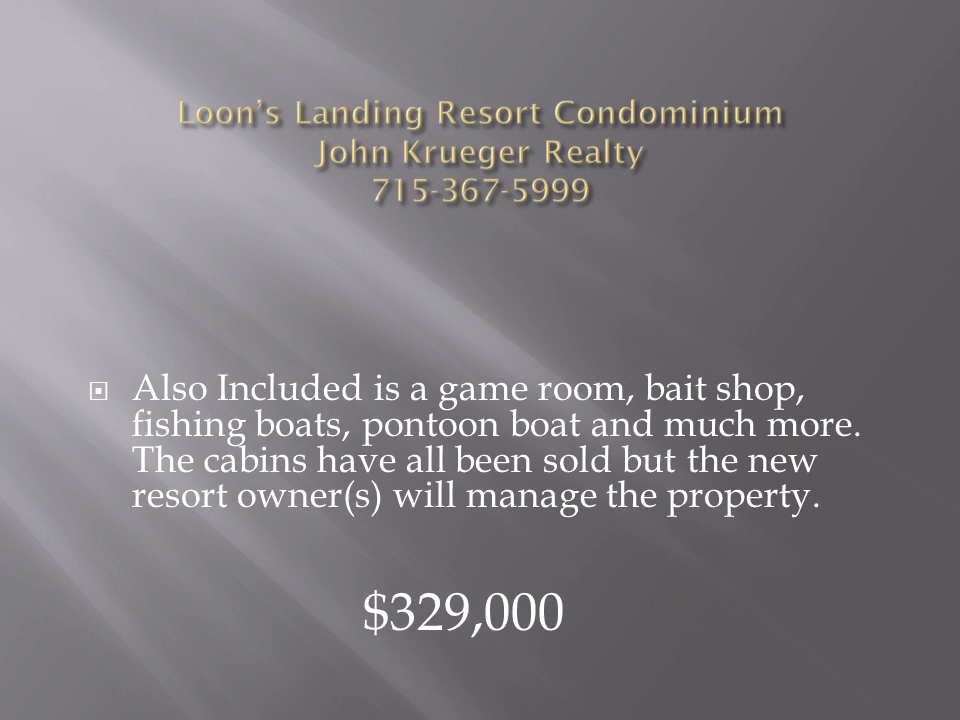 Loon's Landing Resort Condominium
John Krueger Realty
715-367-5999
Also Included is a game room, bait shop,
fishing boats, pontoon boat and much more.
The cabins have all been sold but the new
resort owner(s) will manage the property.
$329,000